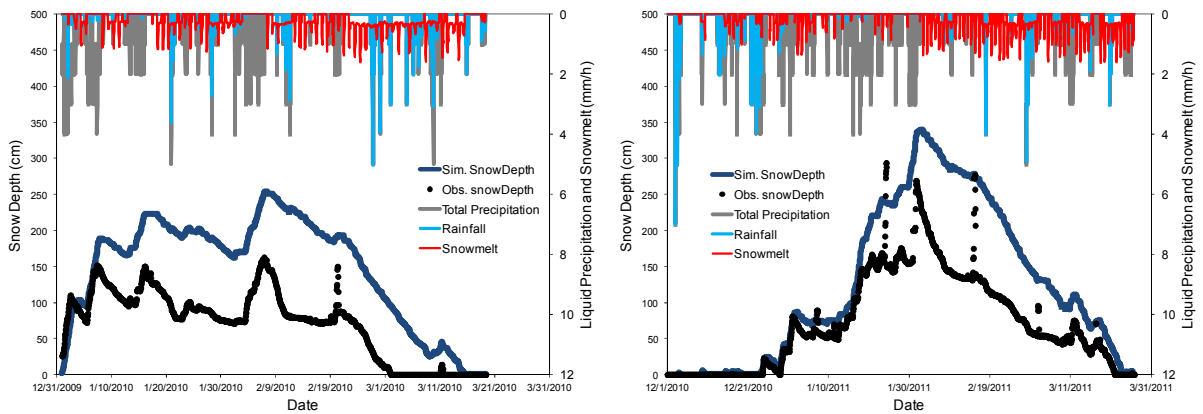 500
450
400
350
300
250
200
150
100
50
0
Snow Depth (cm)
0
2
4
6
8
10
12
Liquid Precipitation and Snowmelt (mm/h)
Sim. SnowDepth
Obs. snowDepth
Total Precipitation
Rainfall
Snowmelt
12/31/2009 1/10/2010 1/20/2010 1/30/2010 2/9/2010 2/19/2010 3/1/2010 3/11/2010 3/21/2010 3/31/2010
Date
500
450
400
350
300
250
200
150
100
50
0
Snow Depth (cm)
0
2
4
6
8
10
12
Liquid Precipitation and Snowmelt (mm/h)
Sim. SnowDepth
Obs. snowDepth
Total Precipitation
Rainfall
Snowmelt
12/1/2010 12/21/2010 1/10/2011 1/30/2011 2/19/2011 3/11/2011 3/31/2011
Date